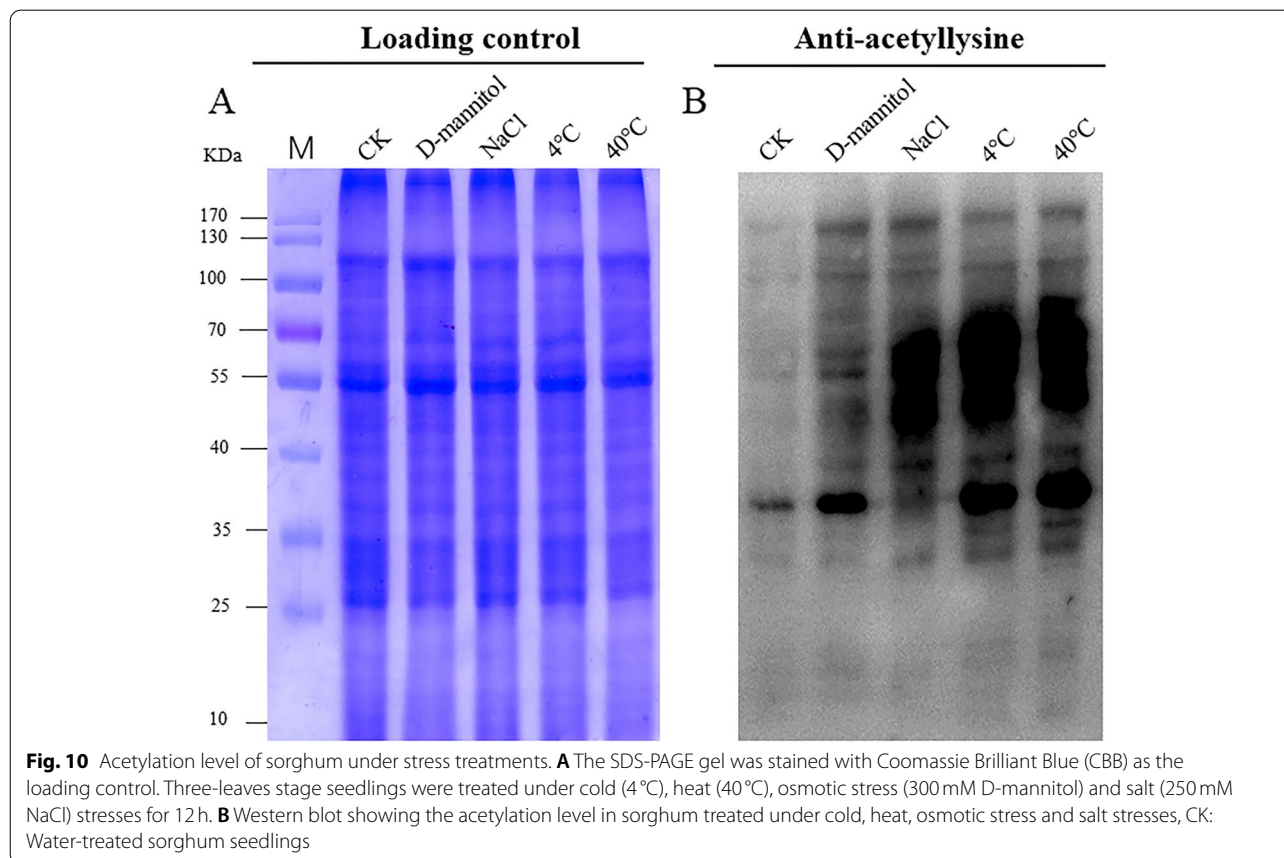 Loading control
Anti-acetyllysine
A
B
KDa
M
CK
D-mannitol
NaCl
4°C
40°C
CK
D-mannitol
NaCl
4°C
40°C
170
130
100
70
55
40
35
25
10
Fig. 10 Acetylation level of sorghum under stress treatments. A The SDS-PAGE gel was stained with Coomassie Brilliant Blue (CBB) as the
loading control. Three-leaves stage seedlings were treated under cold (4 °C), heat (40 °C), osmotic stress (300 mM D-mannitol) and salt (250 mM
NaCl) stresses for 12 h. B Western blot showing the acetylation level in sorghum treated under cold, heat, osmotic stress and salt stresses, CK:
Water-treated sorghum seedlings